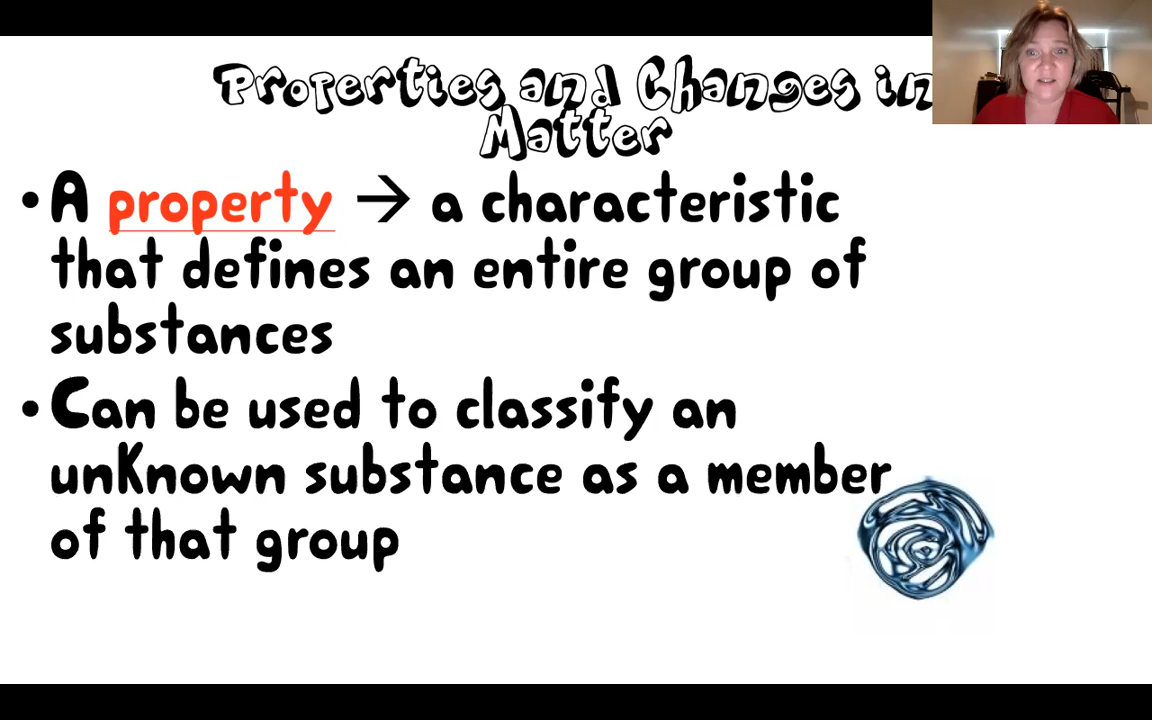 Properties and Changes in
Matter
• A property → a characteristic
that defines an entire group of
substances
• Can be used to classify an
unknown substance as a member
of that group